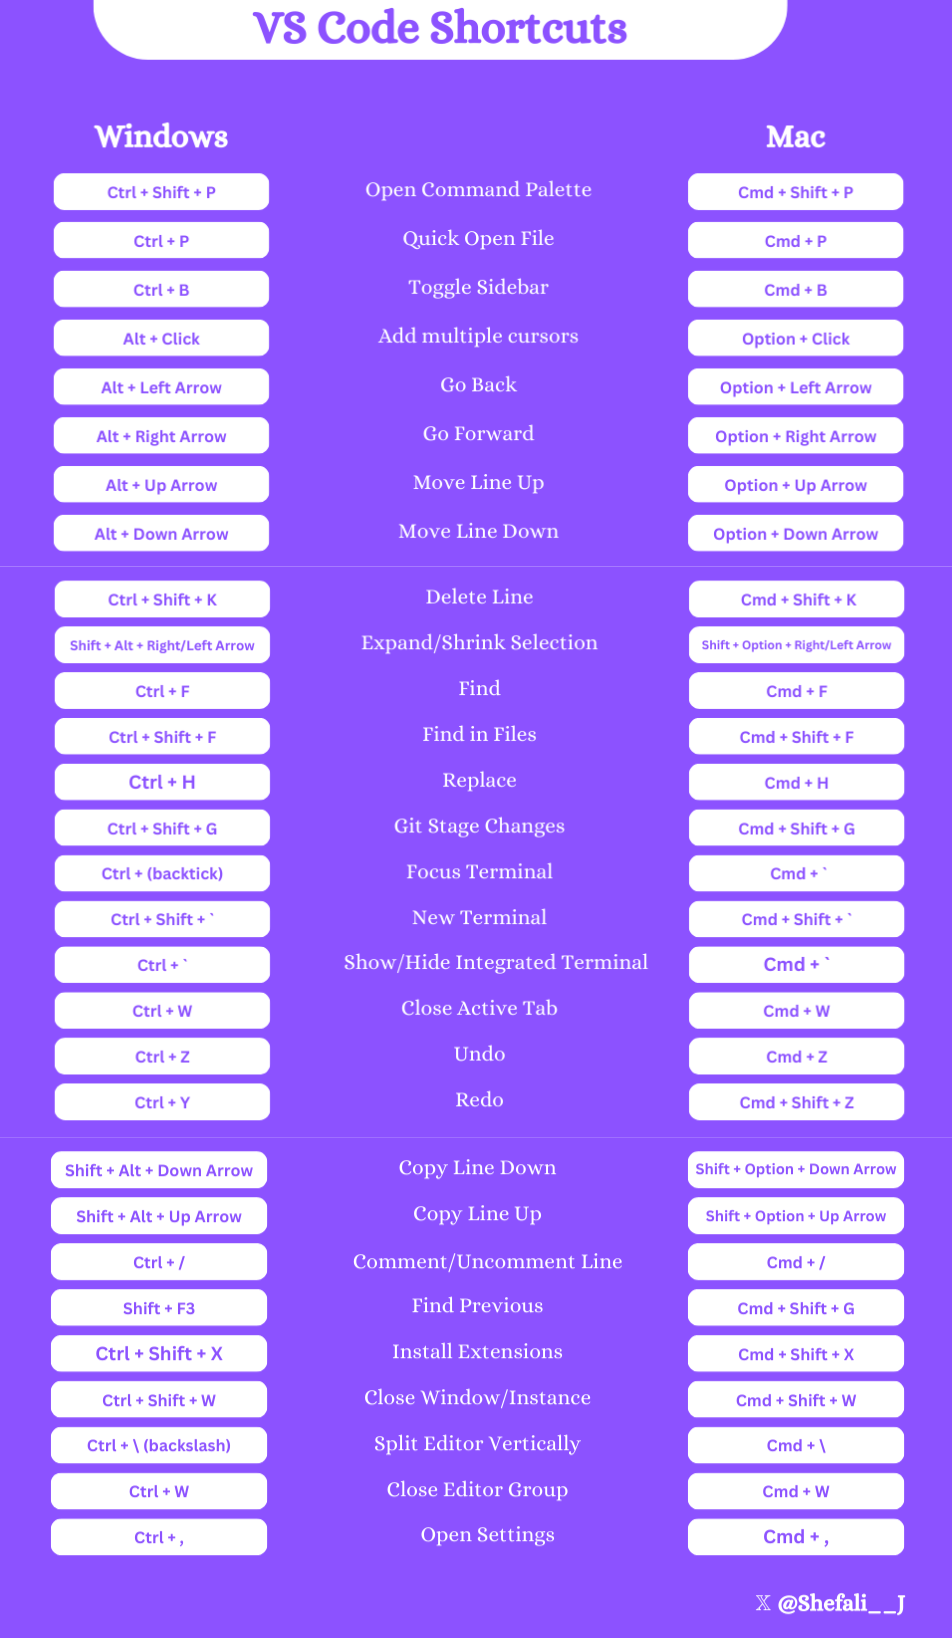 VS Code Shortcuts
Windows Mac
Ctrl + Shift + P Open Command Palette Cmd + Shift + P
Ctrl + P Quick Open File Cmd + P
Ctrl + B Toggle Sidebar Cmd + B
Alt + Click Add multiple cursors Option + Click
Alt + Left Arrow Go Back Option + Left Arrow
Alt + Right Arrow Go Forward Option + Right Arrow
Alt + Up Arrow Move Line Up Option + Up Arrow
Alt + Down Arrow Move Line Down Option + Down Arrow
Ctrl + Shift + K Delete Line Cmd + Shift + K
Shift + Alt + Right/Left Arrow Expand/Shrink Selection Shift + Option + Right/Left Arrow
Ctrl + F Find Cmd + F
Ctrl + Shift + F Find in Files Cmd + Shift + F
Ctrl + H Replace Cmd + H
Ctrl + Shift + G Git Stage Changes Cmd + Shift + G
Ctrl + (backtick) Focus Terminal Cmd + `
Ctrl + Shift + ` New Terminal Cmd + Shift + `
Ctrl + ` Show/Hide Integrated Terminal Cmd + `
Ctrl + W Close Active Tab Cmd + W
Ctrl + Z Undo Cmd + Z
Ctrl + Y Redo Cmd + Shift + Z
Shift + Alt + Down Arrow Copy Line Down Shift + Option + Down Arrow
Shift + Alt + Up Arrow Copy Line Up Shift + Option + Up Arrow
Ctrl + / Comment/Uncomment Line Cmd + /
Shift + F3 Find Previous Cmd + Shift + G
Ctrl + Shift + X Install Extensions Cmd + Shift + X
Ctrl + Shift + W Close Window/Instance Cmd + Shift + W
Ctrl + \ (backslash) Split Editor Vertically Cmd + \
Ctrl + W Close Editor Group Cmd + W
Ctrl + , Open Settings Cmd + ,
𝕏 @Shefali__J